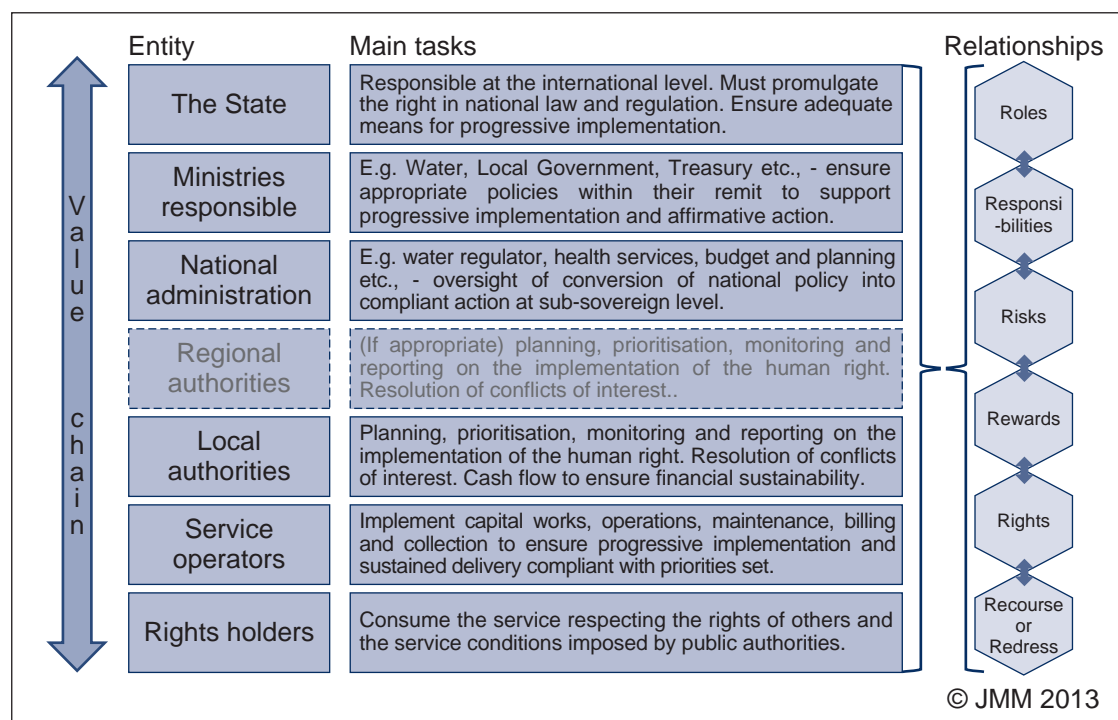 Entity
Main tasks
Relationships
Value chain
The State
Responsible at the international level. Must promulgate
the right in national law and regulation. Ensure adequate
means for progressive implementation.
Ministries
responsible
E.g. Water, Local Government, Treasury etc., - ensure
appropriate policies within their remit to support
progressive implementation and affirmative action.
National
administration
E.g. water regulator, health services, budget and planning
etc., - oversight of conversion of national policy into
compliant action at sub-sovereign level.
Regional
authorities
(If appropriate) planning, prioritisation, monitoring and
reporting on the implementation of the human right.
Resolution of conflicts of interest..
Local
authorities
Planning, prioritisation, monitoring and reporting on the
implementation of the human right. Resolution of conflicts
of interest. Cash flow to ensure financial sustainability.
Service
operators
Implement capital works, operations, maintenance, billing
and collection to ensure progressive implementation and
sustained delivery compliant with priorities set.
Rights holders
Consume the service respecting the rights of others and
the service conditions imposed by public authorities.
Roles
Responsi
-bilities
Risks
Rewards
Rights
Recourse
or
Redress
© JMM 2013